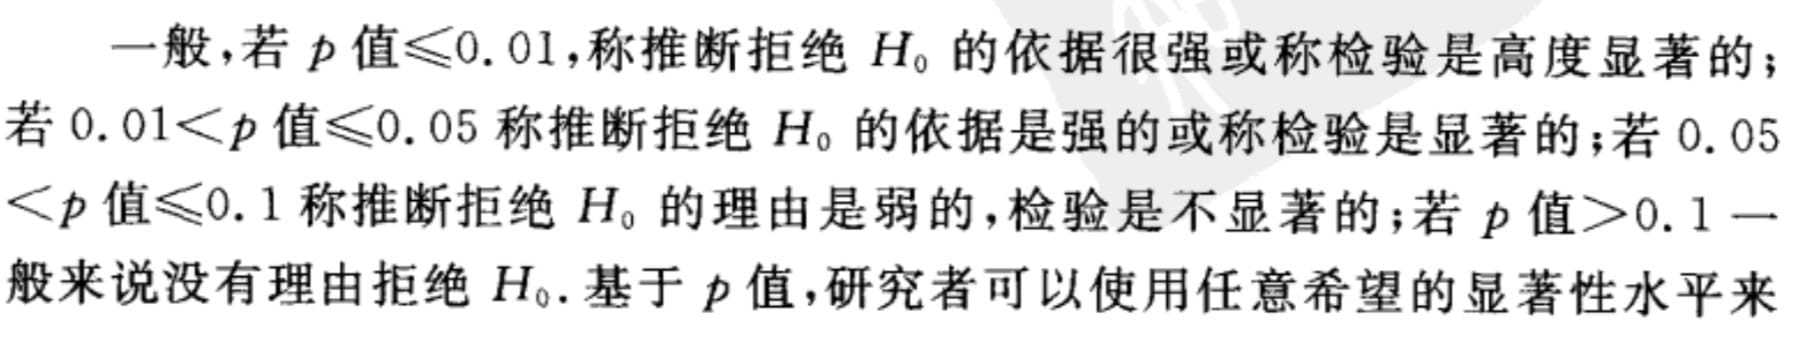 一般,若 p 值≤0.01,称推断拒绝 H₀ 的依据很强或称检验是高度显著的;
若 0.01<p 值≤0.05 称推断拒绝 H₀ 的依据是强的或称检验是显著的;若 0.05
<p 值≤0.1 称推断拒绝 H₀ 的理由是弱的,检验是不显著的;若 p 值>0.1 一
般来说没有理由拒绝 H₀.基于 p 值,研究者可以使用任意希望的显著性水平来